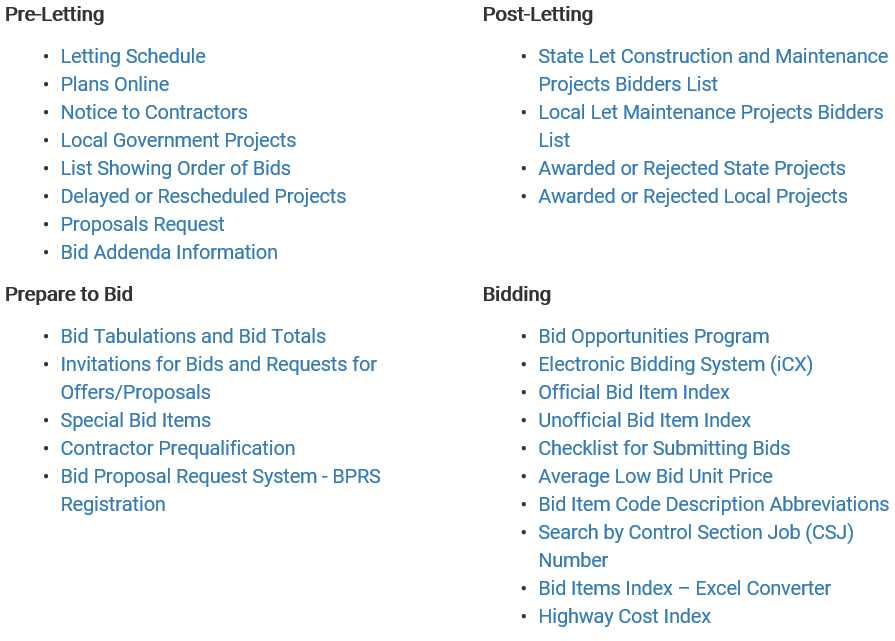 Pre-Letting
• Letting Schedule
• Plans Online
• Notice to Contractors
• Local Government Projects
• List Showing Order of Bids
• Delayed or Rescheduled Projects
• Proposals Request
• Bid Addenda Information
Post-Letting
• State Let Construction and Maintenance
Projects Bidders List
• Local Let Maintenance Projects Bidders
List
• Awarded or Rejected State Projects
• Awarded or Rejected Local Projects
Prepare to Bid
• Bid Tabulations and Bid Totals
• Invitations for Bids and Requests for
Offers/Proposals
• Special Bid Items
• Contractor Prequalification
• Bid Proposal Request System - BPRS
Registration
Bidding
• Bid Opportunities Program
• Electronic Bidding System (iCX)
• Official Bid Item Index
• Unofficial Bid Item Index
• Checklist for Submitting Bids
• Average Low Bid Unit Price
• Bid Item Code Description Abbreviations
• Search by Control Section Job (CSJ)
Number
• Bid Items Index – Excel Converter
• Highway Cost Index